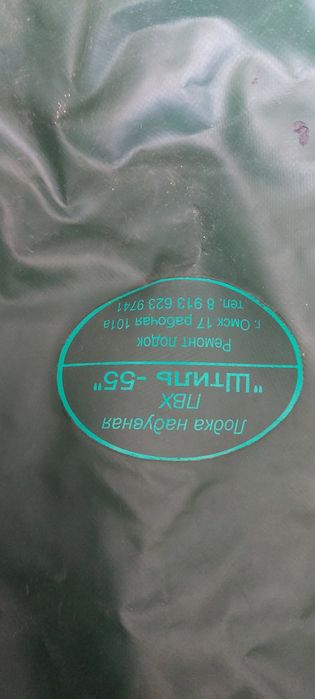 Лодка надувная
ПВХ
"Штиль -55"
Ремонт лодок
г. Омск 17 рабочая 101а
тел. 8 913 623 9741